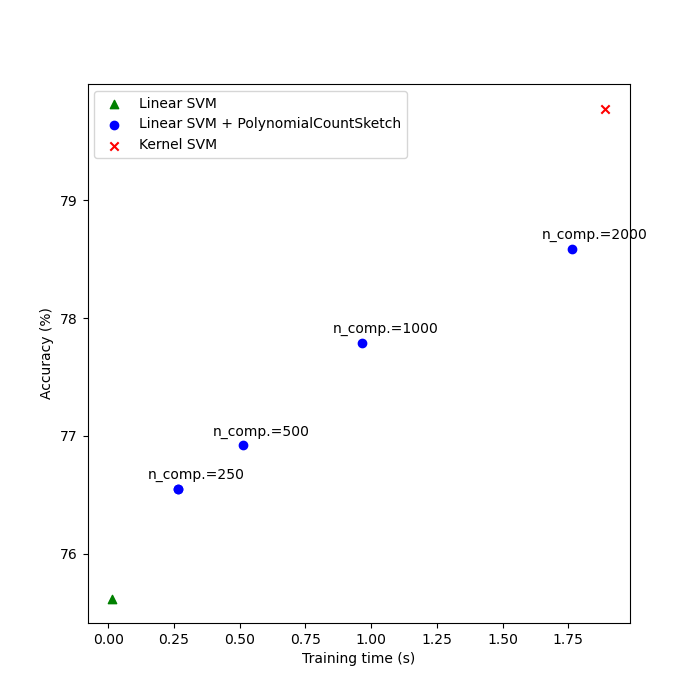 Linear SVM
Linear SVM + PolynomialCountSketch
Kernel SVM
79
n_comp.=2000
78
n_comp.=1000
77
n_comp.=500
n_comp.=250
76
Accuracy (%)
0.00 0.25 0.50 0.75 1.00 1.25 1.50 1.75
Training time (s)